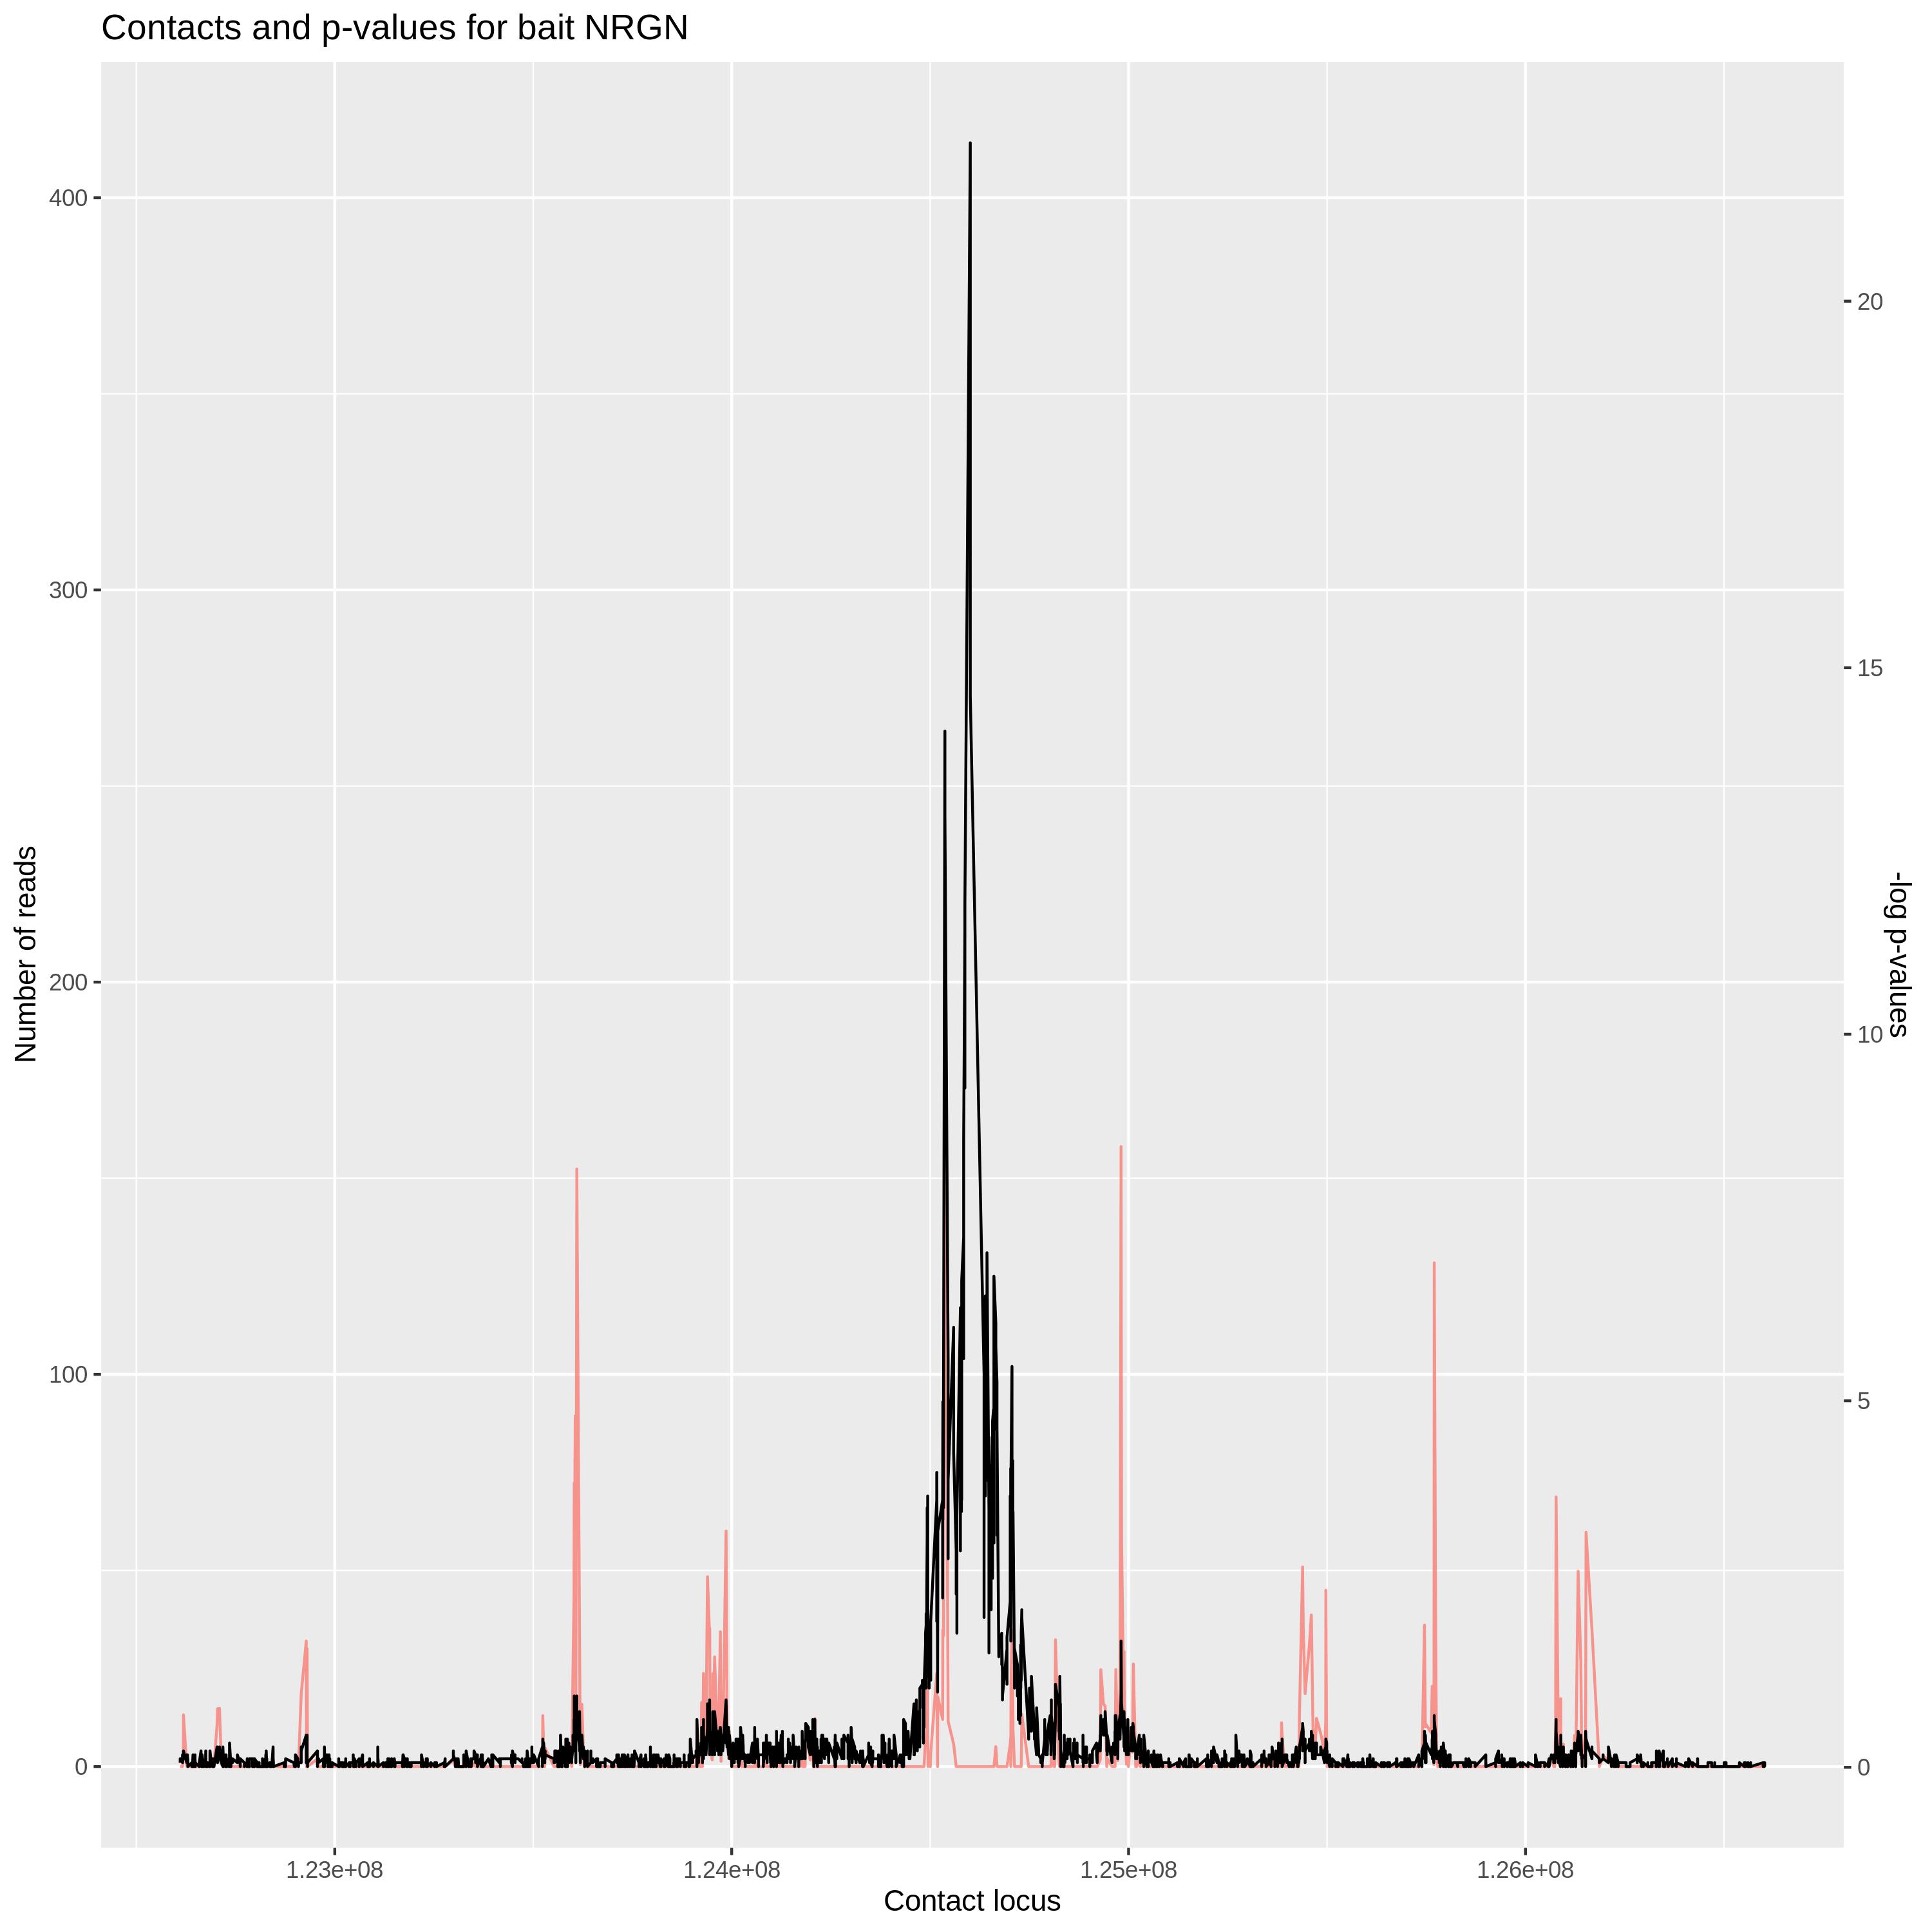 Contacts and p-values for bait NRGN
400
300
200
100
0
Number of reads
20
15
10
5
0
-log p-values
1.23e+08
1.24e+08
1.25e+08
1.26e+08
Contact locus